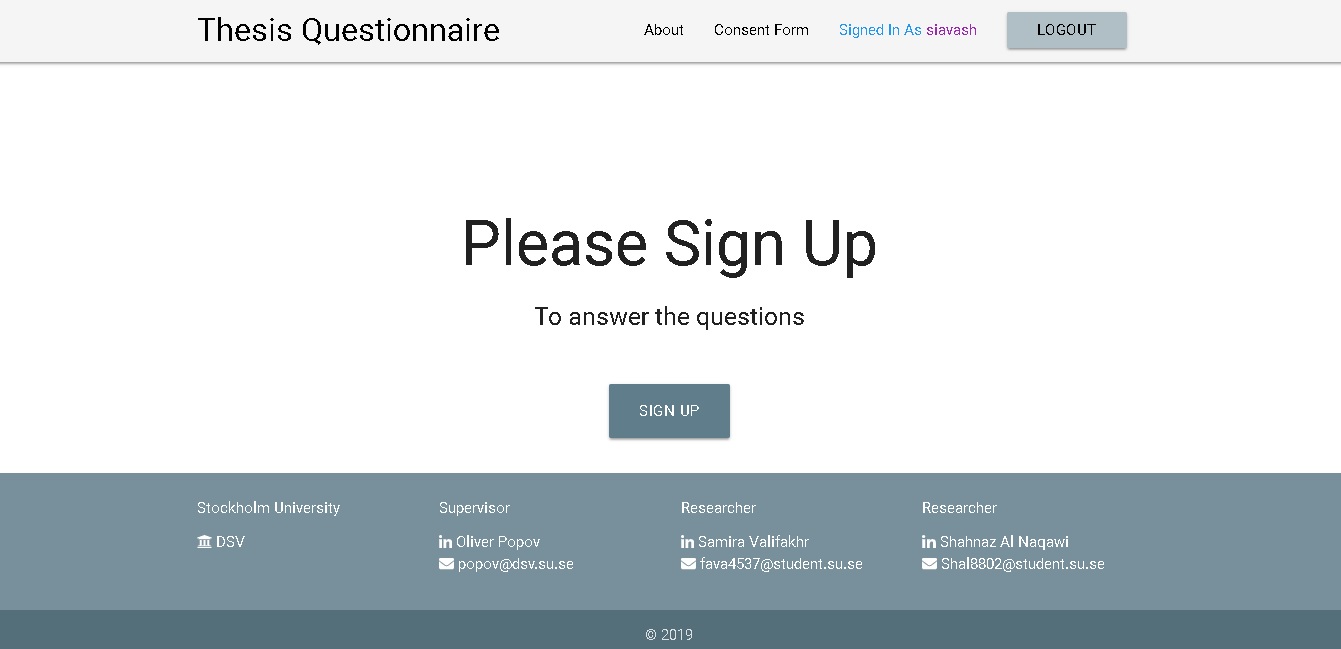 Thesis Questionnaire
About Consent Form Signed In As siavash LOGOUT
Please Sign Up
To answer the questions
SIGN UP
Stockholm University Supervisor Researcher Researcher
DSV Oliver Popov Samira Valifakhr Shahnaz Al Naqawi
popov@dsv.su.se fava4537@student.su.se Shal8802@student.su.se
© 2019